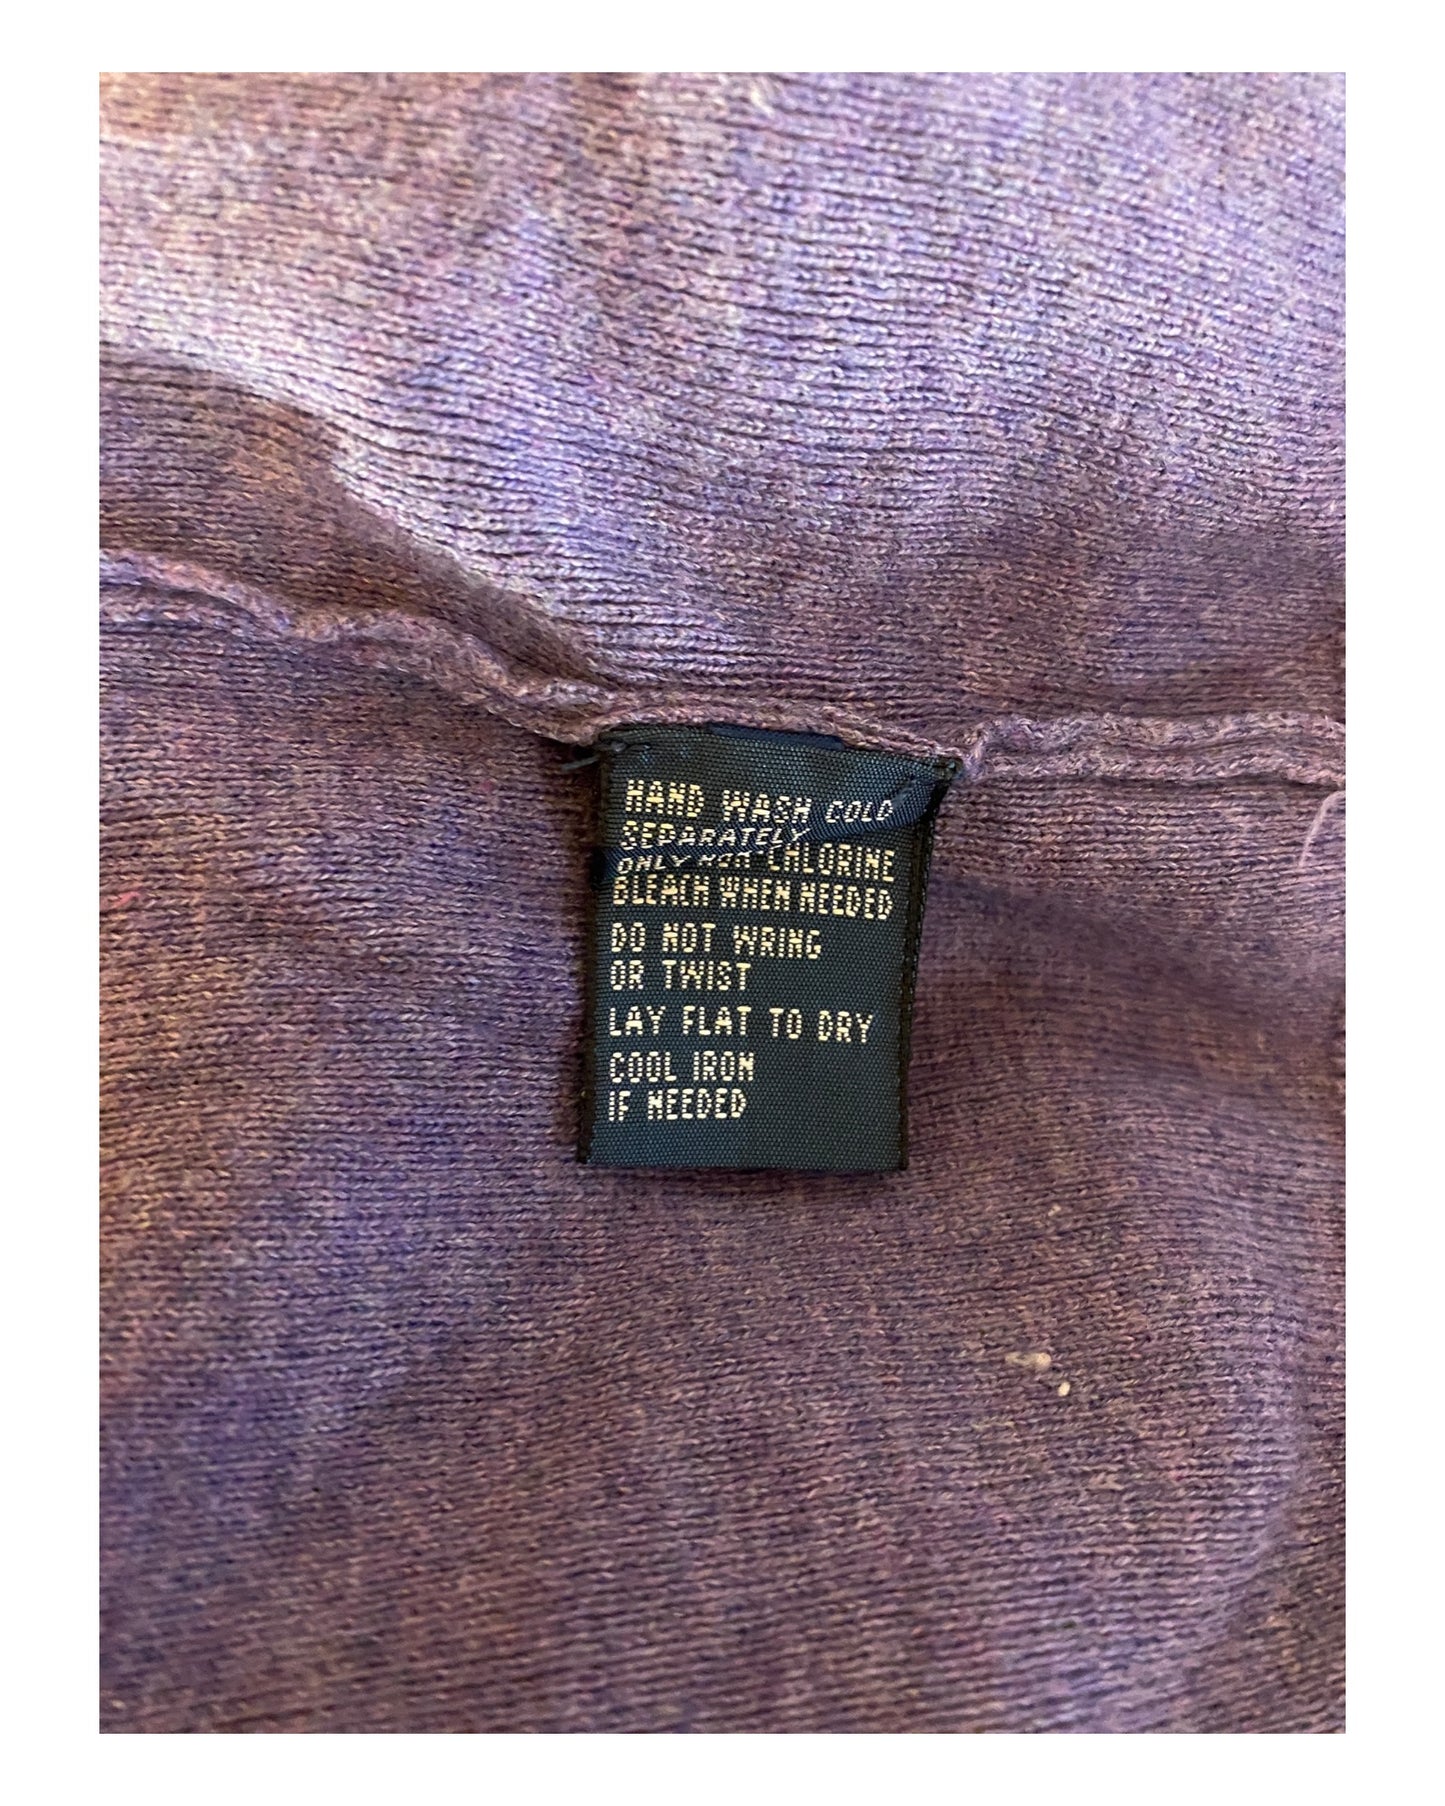 HAND WASH COLD
SEPARATELY
ONLY NON-CHLORINE
BLEACH WHEN NEEDED
DO NOT WRING
OR TWIST
LAY FLAT TO DRY
COOL IRON
IF NEEDED